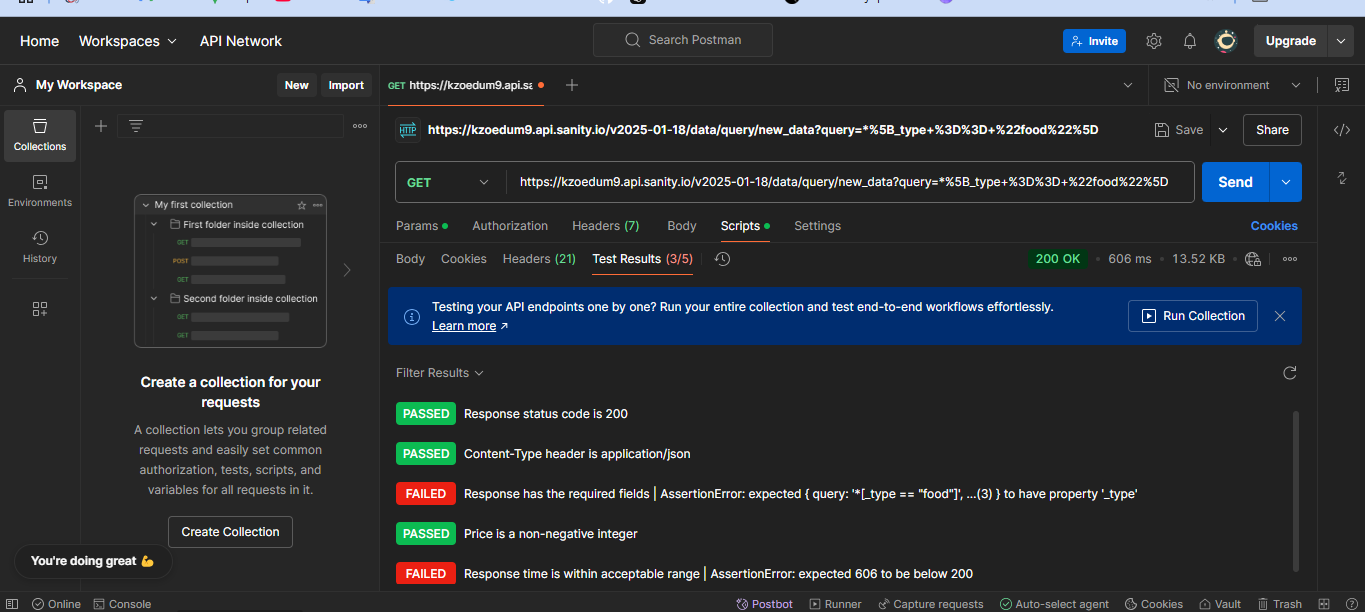 Home Workspaces API Network Search Postman Invite Upgrade
My Workspace New Import GET https://kzoedum9.api.sa No environment
Collections
Environments
History
HTTP https://kzoedum9.api.sanity.io/v2025-01-18/data/query/new_data?query=*%5B_type +%3D%3D+ %22food%22%5D Save Share
GET https://kzoedum9.api.sanity.io/v2025-01-18/data/query/new_data?query=*%5B_type +%3D%3D+ %22food%22%5D Send
Params Authorization Headers (7) Body Scripts Settings Cookies
Body Cookies Headers (21) Test Results (3/5) 200 OK • 606 ms • 13.52 KB
Testing your API endpoints one by one? Run your entire collection and test end-to-end workflows effortlessly.
Learn more ↗
Run Collection
Filter Results
PASSED Response status code is 200
PASSED Content-Type header is application/json
FAILED Response has the required fields | AssertionError: expected { query: '*[_type == "food"]', …(3) } to have property '_type'
PASSED Price is a non-negative integer
FAILED Response time is within acceptable range | AssertionError: expected 606 to be below 200
My first collection
First folder inside collection
GET
POST
GET
Second folder inside collection
GET
GET
Create a collection for your
requests
A collection lets you group related
requests and easily set common
authorization, tests, scripts, and
variables for all requests in it.
Create Collection
You're doing great 💪
Online Console Postbot Runner Capture requests Auto-select agent Cookies Vault Trash